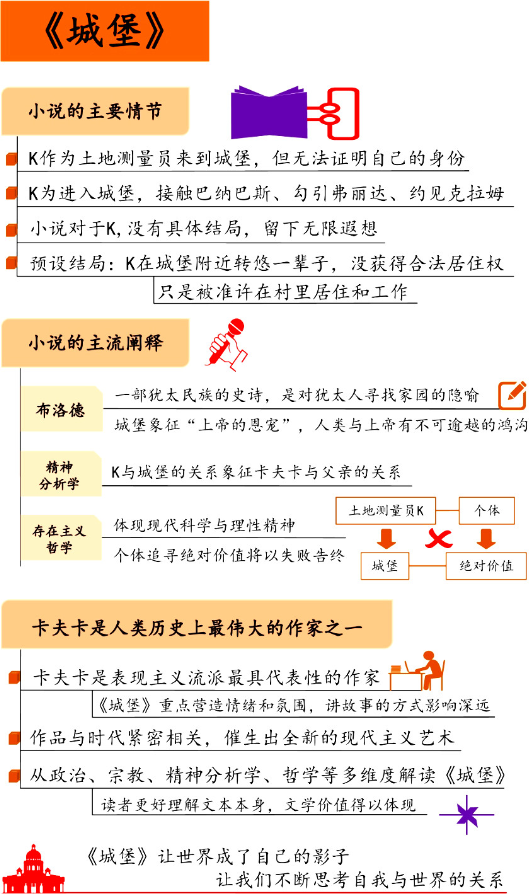 《城堡》
小说的主要情节
K作为土地测量员来到城堡，但无法证明自己的身份
K为进入城堡，接触巴纳巴斯、勾引弗丽达、约见克拉姆
小说对于K,没有具体结局，留下无限遐想
预设结局：K在城堡附近转悠一辈子，没获得合法居住权
只是被准许在村里居住和工作
小说的主流阐释
布洛德
一部犹太民族的史诗，是对犹太人寻找家园的隐喻
城堡象征“上帝的恩宠”，人类与上帝有不可逾越的鸿沟
精神
分析学
K与城堡的关系象征卡夫卡与父亲的关系
存在主义
哲学
体现现代科学与理性精神
个体追寻绝对价值将以失败告终
土地测量员K
个体
城堡
绝对价值
卡夫卡是人类历史上最伟大的作家之一
卡夫卡是表现主义流派最具代表性的作家
《城堡》重点营造情绪和氛围，讲故事的方式影响深远
作品与时代紧密相关，催生出全新的现代主义艺术
从政治、宗教、精神分析学、哲学等多维度解读《城堡》
读者更好理解文本本身，文学价值得以体现
《城堡》让世界成了自己的影子
让我们不断思考自我与世界的关系